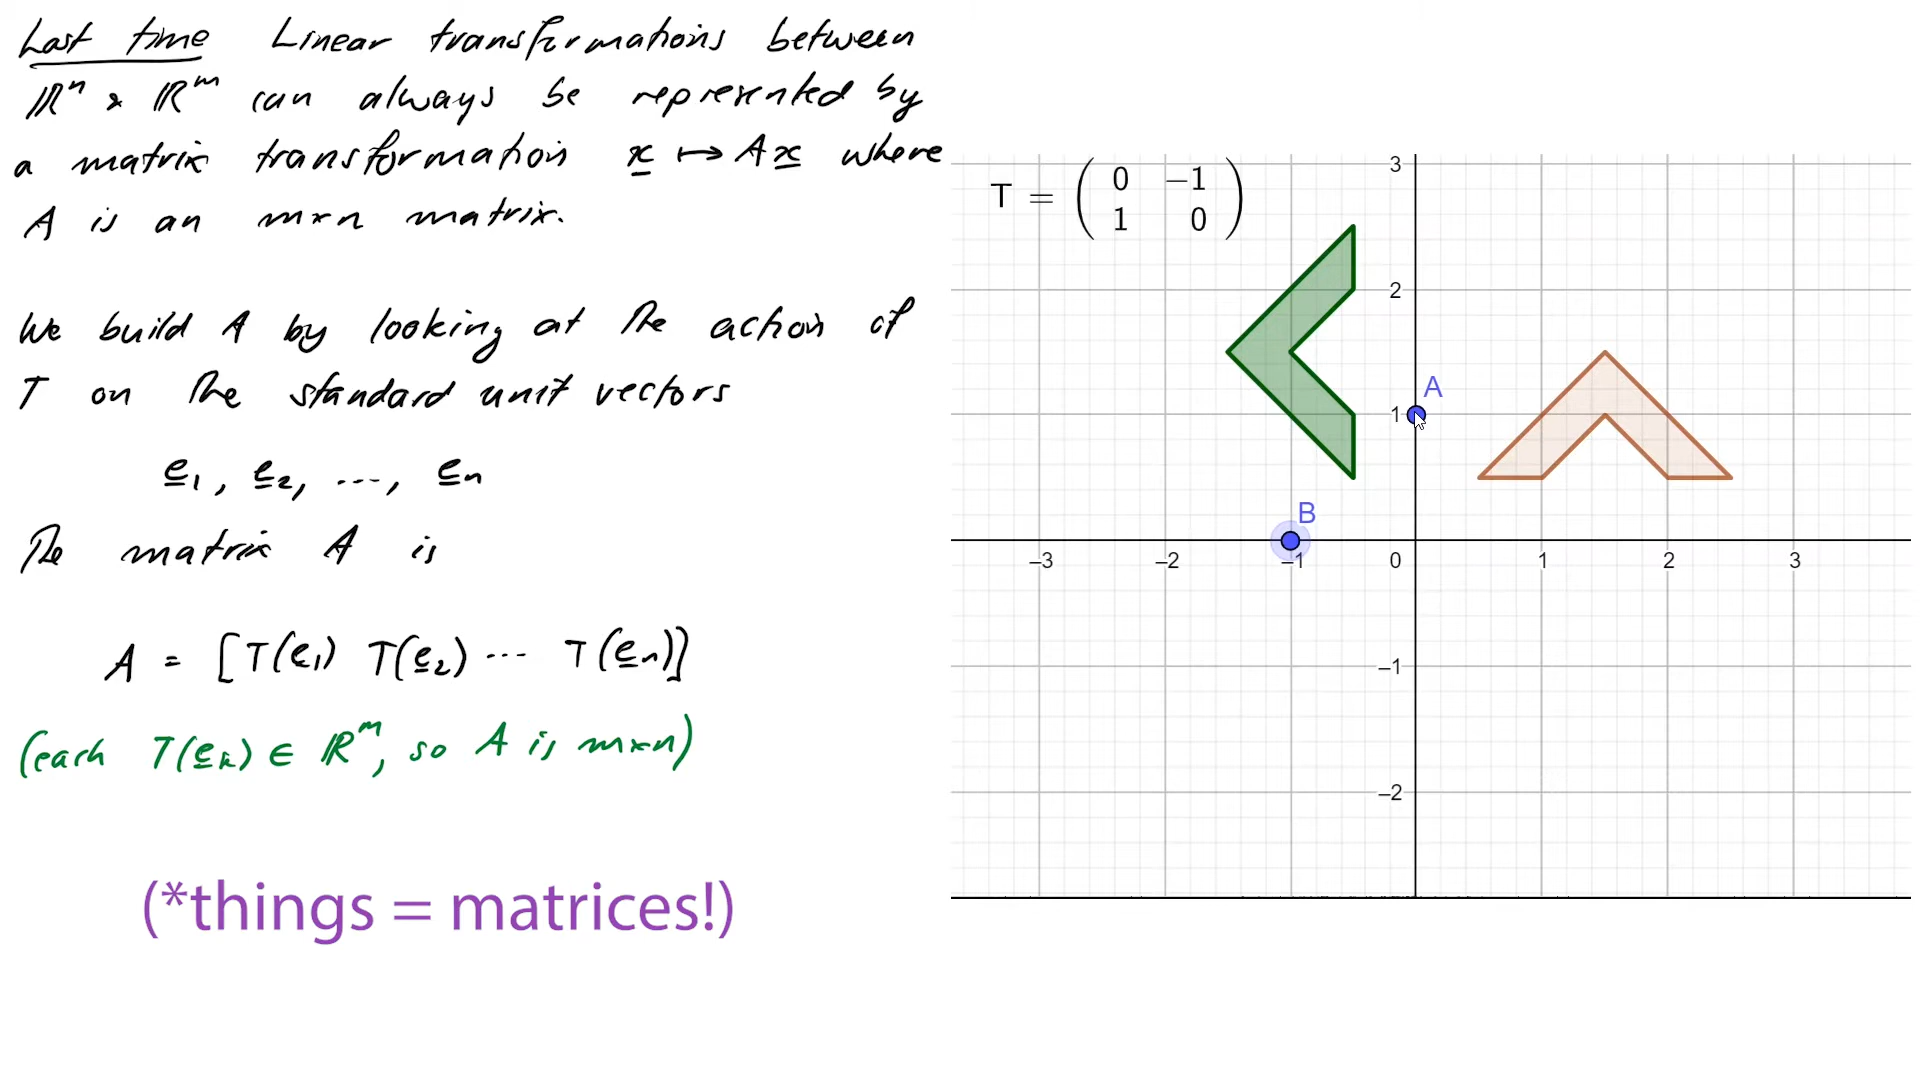 Last time Linear transformations between
ℝⁿ & ℝᵐ can always be represented by
a matrix transformation x ↦ Ax where
A is an m×n matrix.
We build A by looking at the action of
T on the standard unit vectors
e₁, e₂, ..., eₙ
The matrix A is
A = [T(e₁) T(e₂) ... T(eₙ)]
(each T(eₖ) ∈ ℝᵐ, so A is m×n)
(*things = matrices!)
T = ( 0 −1
1 0 )
3
2
1
A
B
–3 –2 –1 0 1 2 3
–1
–2